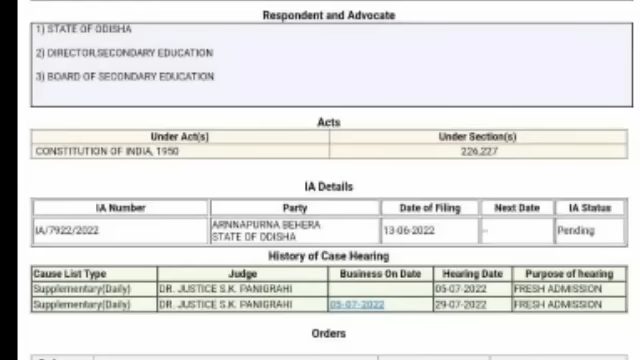 Respondent and Advocate
1) STATE OF ODISHA
2) DIRECTOR,SECONDARY EDUCATION
3) BOARD OF SECONDARY EDUCATION
Acts
Under Act(s) Under Section(s)
CONSTITUTION OF INDIA, 1950 226,227
IA Details
IA Number Party Date of Filing Next Date IA Status
IA/7922/2022 ARNNAPURNA BEHERA 13-06-2022 -- Pending
STATE OF ODISHA
History of Case Hearing
Cause List Type Judge Business On Date Hearing Date Purpose of hearing
Supplementary(Daily) DR. JUSTICE S.K. PANIGRAHI 05-07-2022 FRESH ADMISSION
Supplementary(Daily) DR. JUSTICE S.K. PANIGRAHI 05-07-2022 29-07-2022 FRESH ADMISSION
Orders